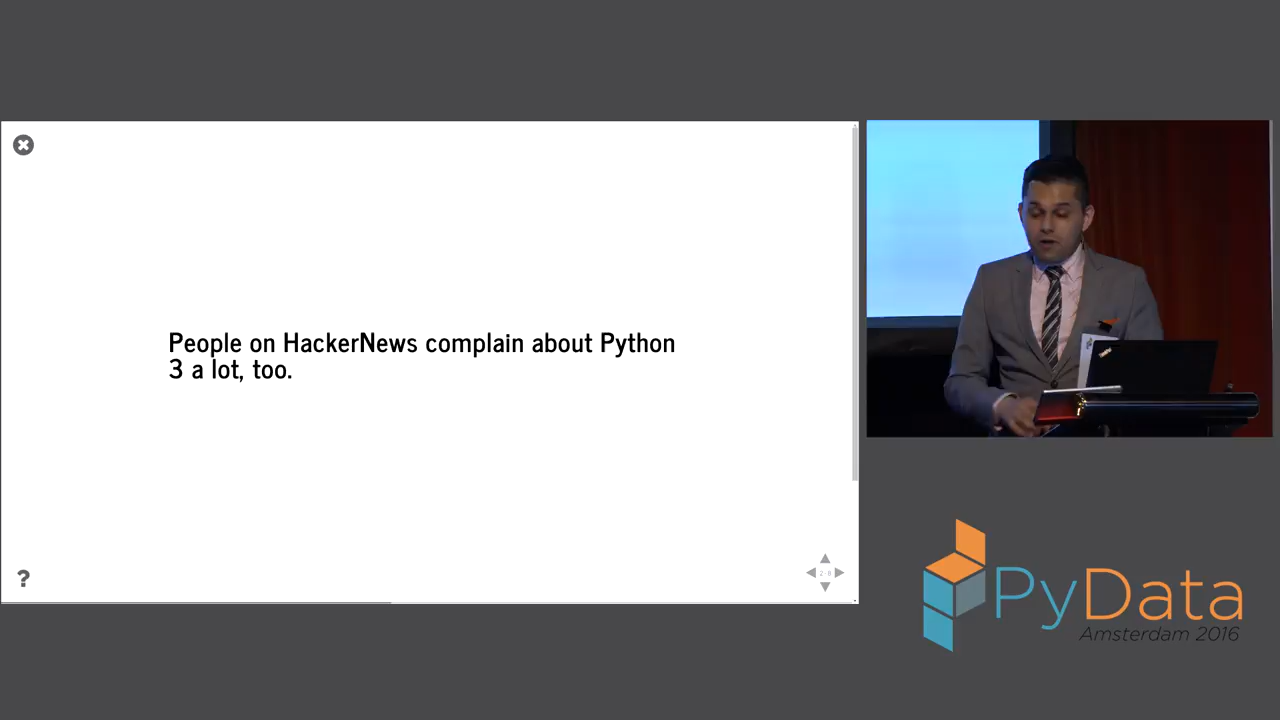 People on HackerNews complain about Python
3 a lot, too.
?
PyData
Amsterdam 2016